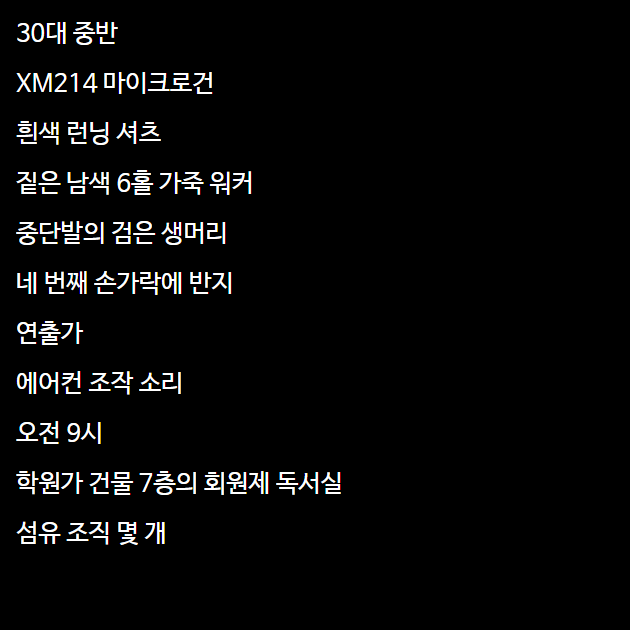 30대 중반
XM214 마이크로건
흰색 런닝 셔츠
짙은 남색 6홀 가죽 워커
중단발의 검은 생머리
네 번째 손가락에 반지
연출가
에어컨 조작 소리
오전 9시
학원가 건물 7층의 회원제 독서실
섬유 조직 몇 개